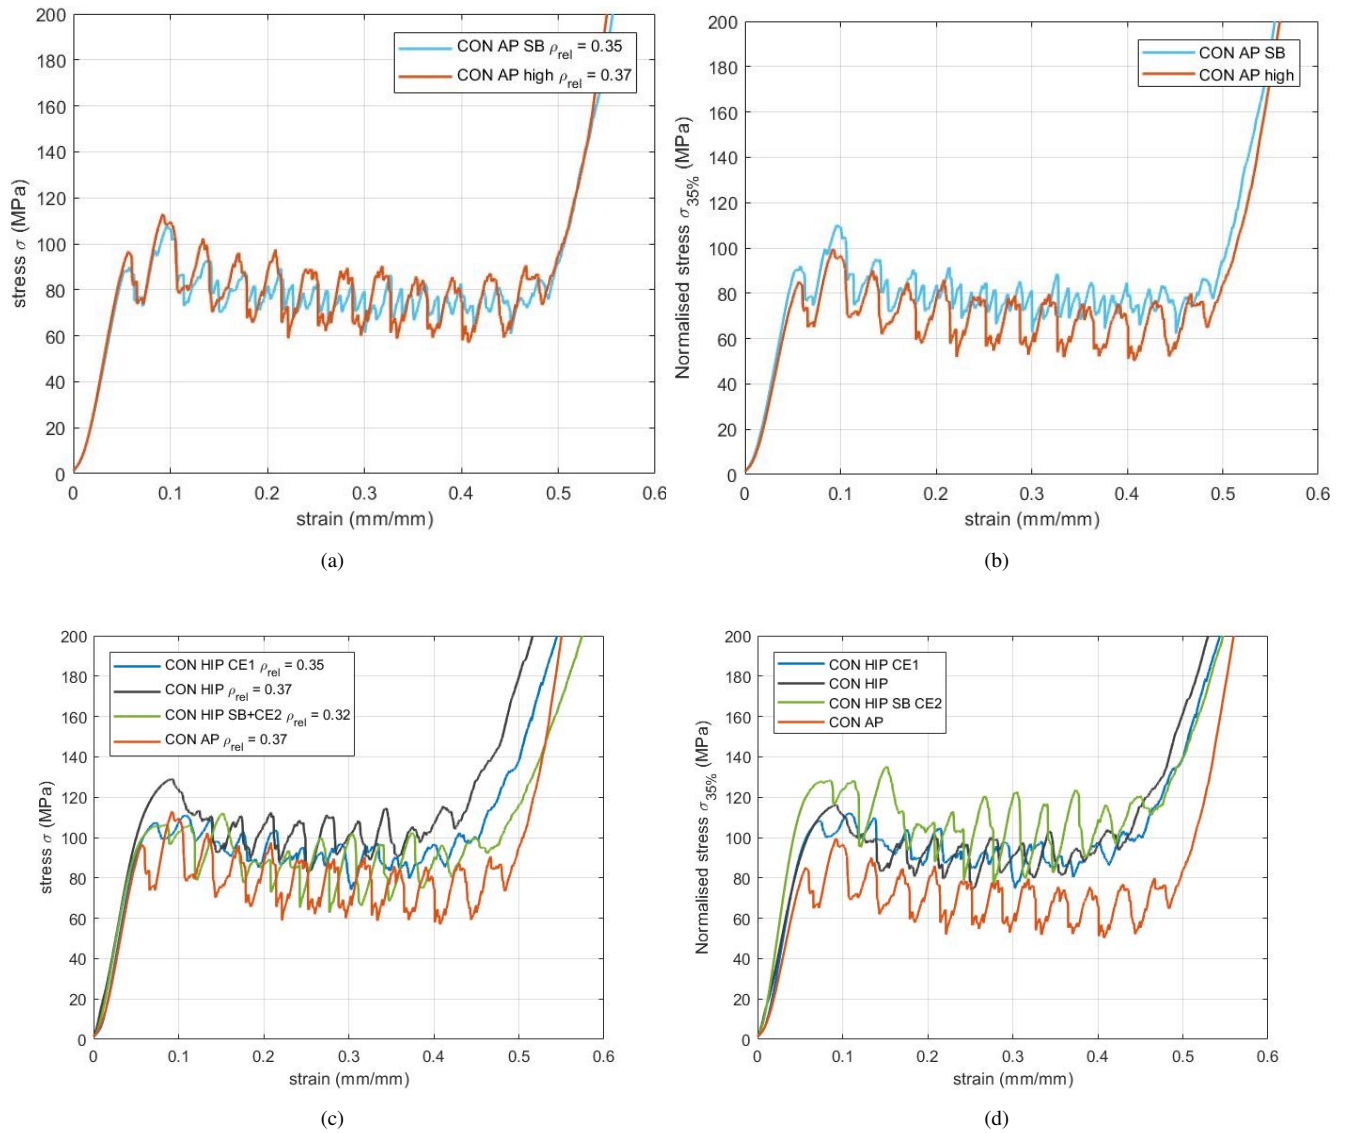 200
180
160
140
120
100
80
60
40
20
0
stress σ (MPa)
CON AP SB ρrel = 0.35
CON AP high ρrel = 0.37
0 0.1 0.2 0.3 0.4 0.5 0.6
strain (mm/mm)
(a)
200
180
160
140
120
100
80
60
40
20
0
Normalised stress σ35% (MPa)
CON AP SB
CON AP high
0 0.1 0.2 0.3 0.4 0.5 0.6
strain (mm/mm)
(b)
200
180
160
140
120
100
80
60
40
20
0
stress σ (MPa)
CON HIP CE1 ρrel = 0.35
CON HIP ρrel = 0.37
CON HIP SB+CE2 ρrel = 0.32
CON AP ρrel = 0.37
0 0.1 0.2 0.3 0.4 0.5 0.6
strain (mm/mm)
(c)
200
180
160
140
120
100
80
60
40
20
0
Normalised stress σ35% (MPa)
CON HIP CE1
CON HIP
CON HIP SB CE2
CON AP
0 0.1 0.2 0.3 0.4 0.5 0.6
strain (mm/mm)
(d)